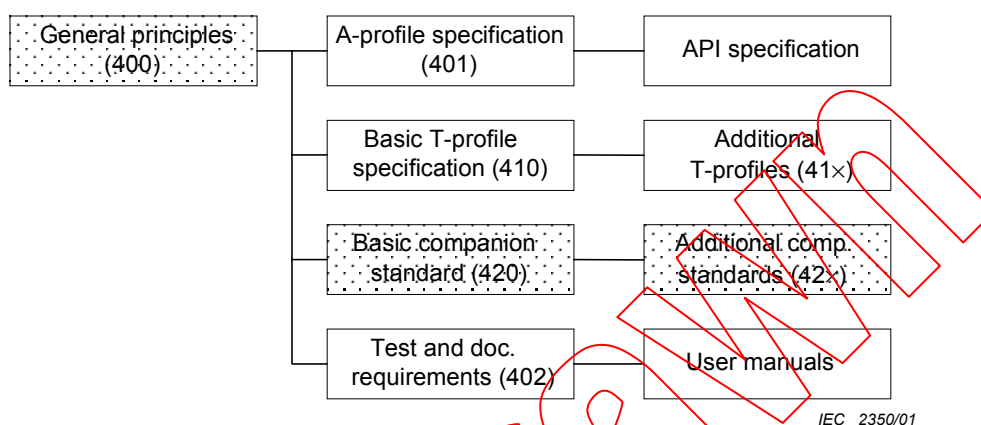 General principles
(400)
A-profile specification
(401)
API specification
Basic T-profile
specification (410)
Additional
T-profiles (41×)
Basic companion
standard (420)
Additional comp.
standards (42×)
Test and doc.
requirements (402)
User manuals
IEC 2350/01